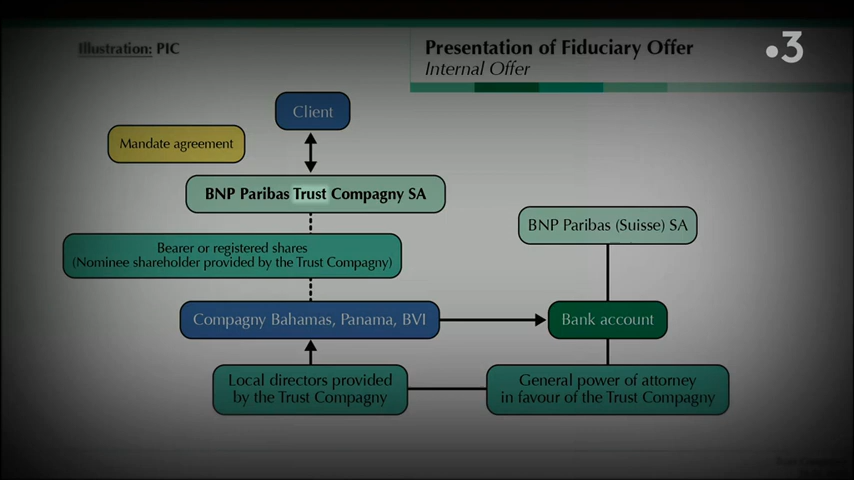 Illustration: PIC
Presentation of Fiduciary Offer
Internal Offer
3
Client
Mandate agreement
BNP Paribas Trust Compagny SA
BNP Paribas (Suisse) SA
Bearer or registered shares
(Nominee shareholder provided by the Trust Compagny)
Compagny Bahamas, Panama, BVI
Bank account
Local directors provided
by the Trust Compagny
General power of attorney
in favour of the Trust Compagny